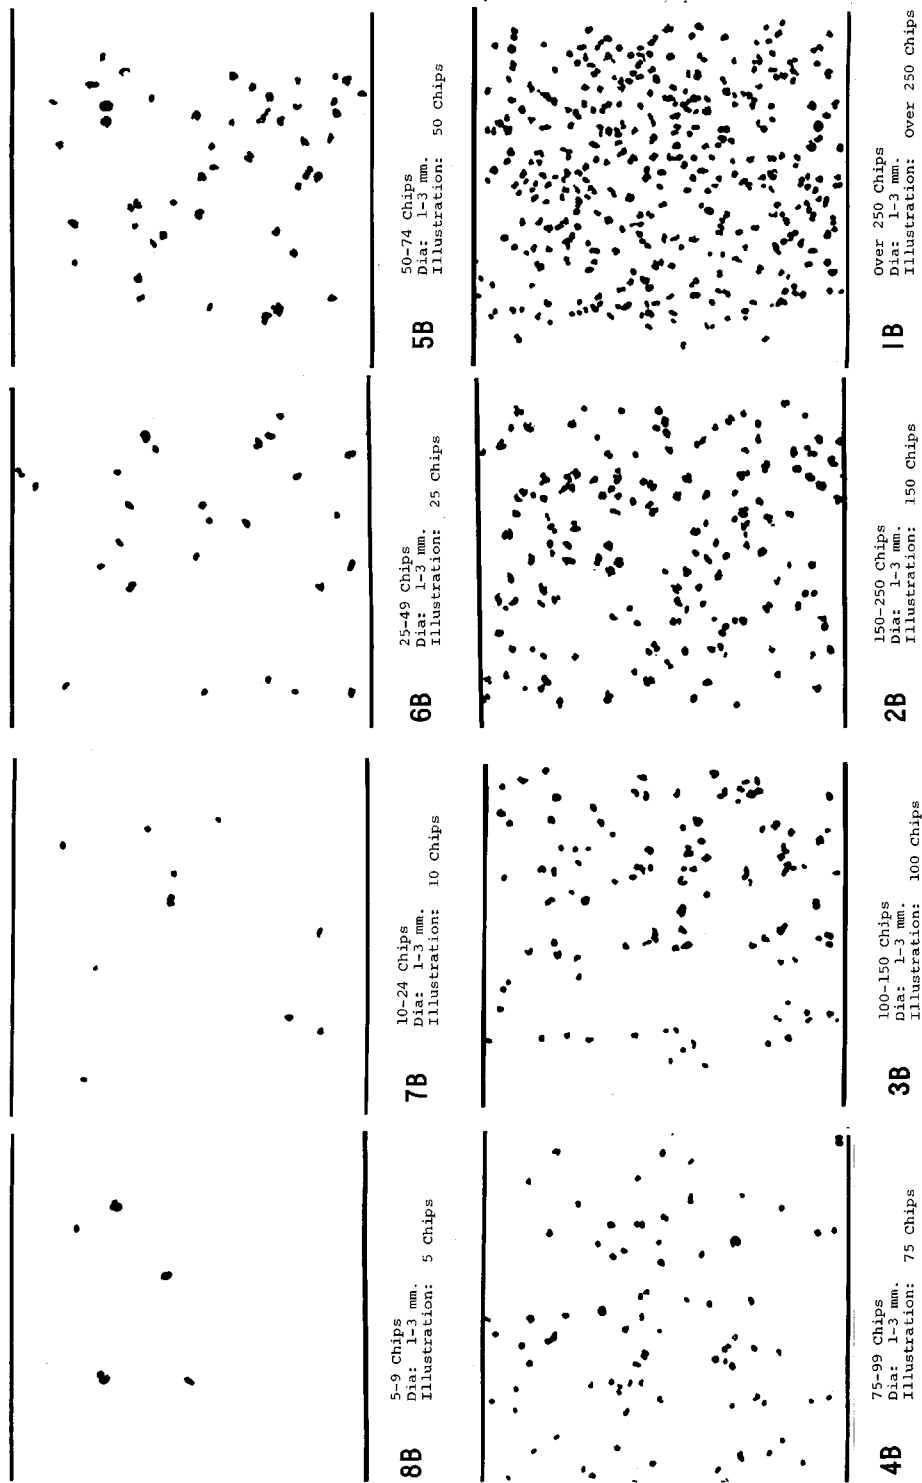 8B
5-9 Chips
Dia: 1-3 mm.
Illustration: 5 Chips
7B
10-24 Chips
Dia: 1-3 mm.
Illustration: 10 Chips
6B
25-49 Chips
Dia: 1-3 mm.
Illustration: 25 Chips
5B
50-74 Chips
Dia: 1-3 mm.
Illustration: 50 Chips
4B
75-99 Chips
Dia: 1-3 mm.
Illustration: 75 Chips
3B
100-150 Chips
Dia: 1-3 mm.
Illustration: 100 Chips
2B
150-250 Chips
Dia: 1-3 mm.
Illustration: 150 Chips
1B
Over 250 Chips
Dia: 1-3 mm.
Illustration: Over 250 Chips